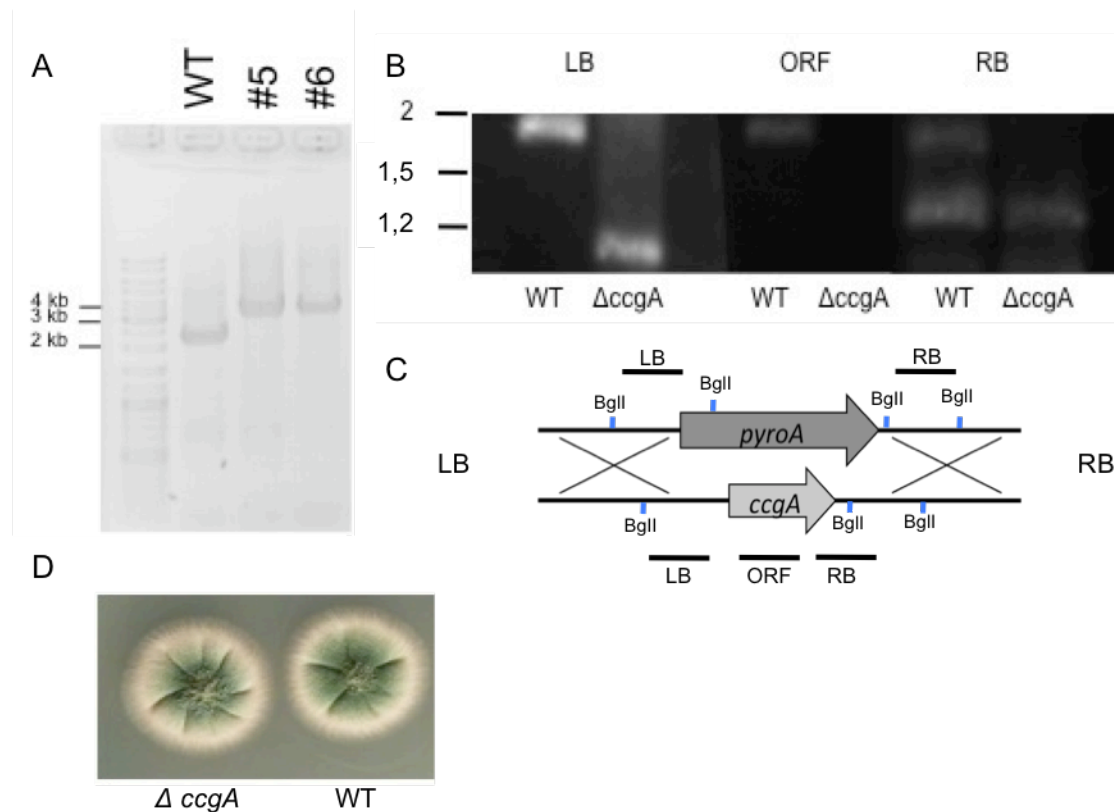 A
WT
#5
#6
4 kb
3 kb
2 kb
B
LB ORF RB
2
1,5
1,2
WT ΔccgA WT ΔccgA WT ΔccgA
C
LB RB
BglI BglI BglI BglI
pyroA
LB RB
ccgA
BglI BglI BglI
LB ORF RB
D
Δ ccgA WT